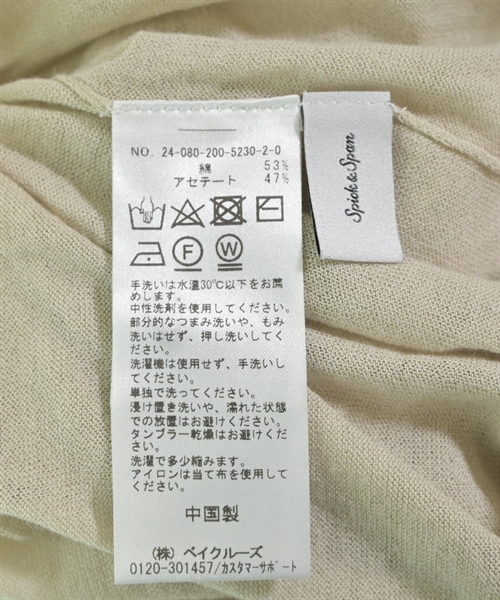 NO. 24-080-200-5230-2-0
綿 53%
アセテート 47%
F W
手洗いは水温30℃以下をお薦
めします。
中性洗剤を使用してください。
部分的なつまみ洗いや、もみ
洗いはせず、押し洗いしてく
ださい。
洗濯機は使用せず、手洗いし
てください。
単独で洗ってください。
浸け置き洗いや、濡れた状態
での放置はお避けください。
タンブラー乾燥はお避けくだ
さい。
洗濯で多少縮みます。
アイロンは当て布を使用して
ください。
中国製
(株) ベイクルーズ
0120-301457/カスタマーサポート
Spick & Span